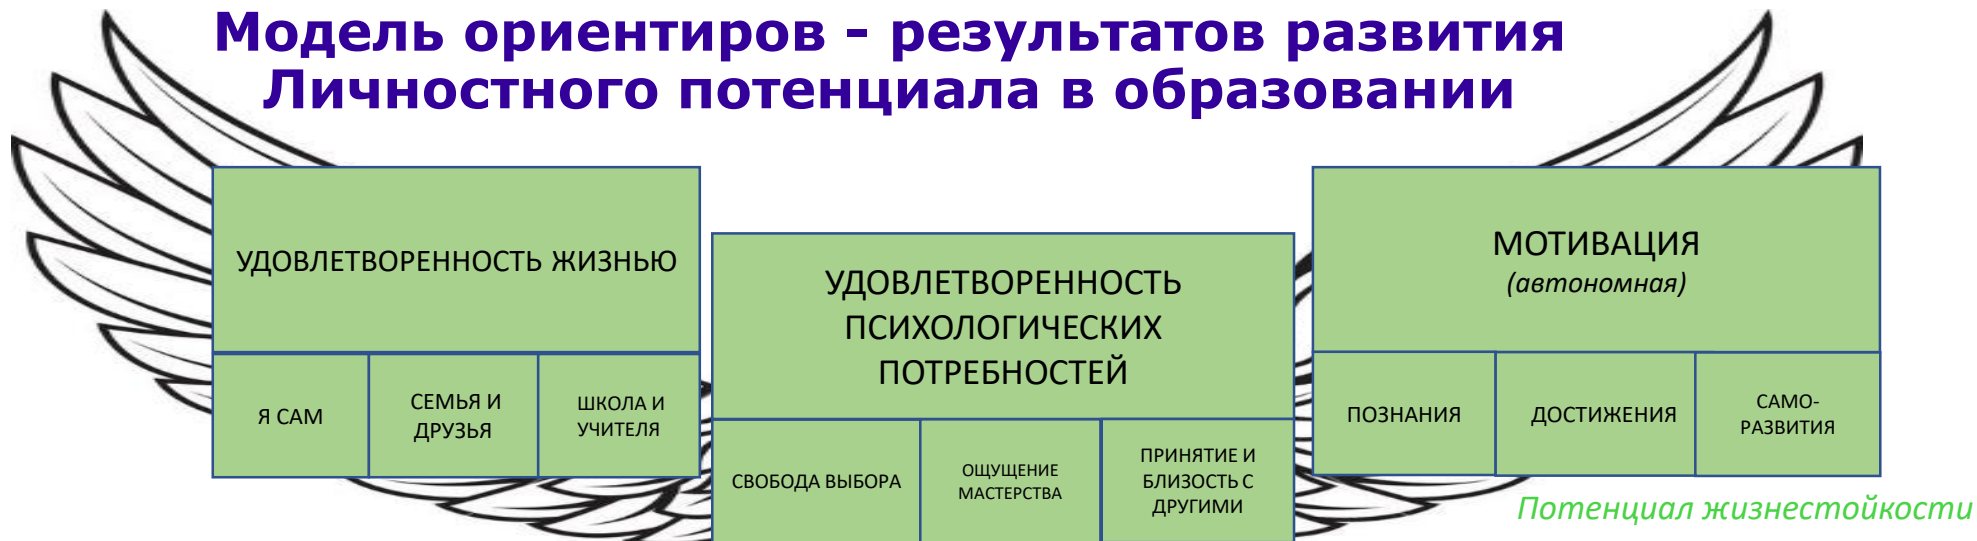 Модель ориентиров - результатов развития
Личностного потенциала в образовании
УДОВЛЕТВОРЕННОСТЬ ЖИЗНЬЮ
Я САМ
СЕМЬЯ И
ДРУЗЬЯ
ШКОЛА И
УЧИТЕЛЯ
УДОВЛЕТВОРЕННОСТЬ
ПСИХОЛОГИЧЕСКИХ
ПОТРЕБНОСТЕЙ
СВОБОДА ВЫБОРА
ОЩУЩЕНИЕ
МАСТЕРСТВА
ПРИНЯТИЕ И
БЛИЗОСТЬ С
ДРУГИМИ
МОТИВАЦИЯ
(автономная)
ПОЗНАНИЯ
ДОСТИЖЕНИЯ
САМО-
РАЗВИТИЯ
Потенциал жизнестойкости